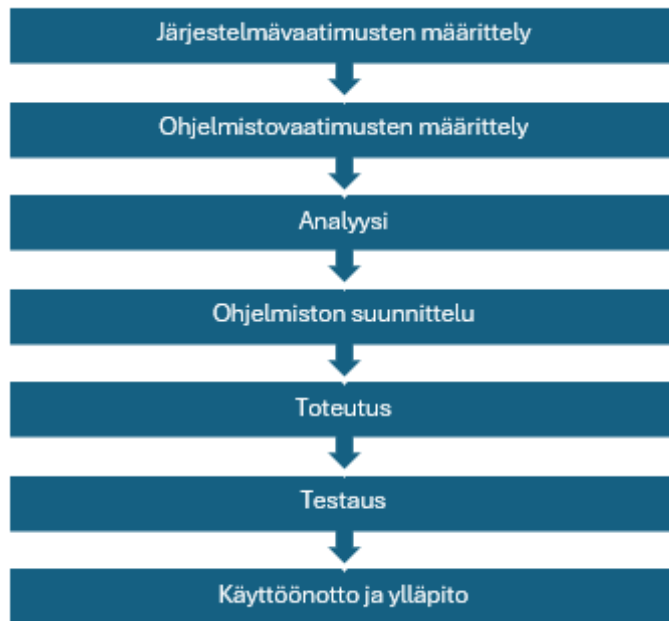 Järjestelmävaatimusten määrittely
Ohjelmistovaatimusten määrittely
Analyysi
Ohjelmiston suunnittelu
Toteutus
Testaus
Käyttöönotto ja ylläpito